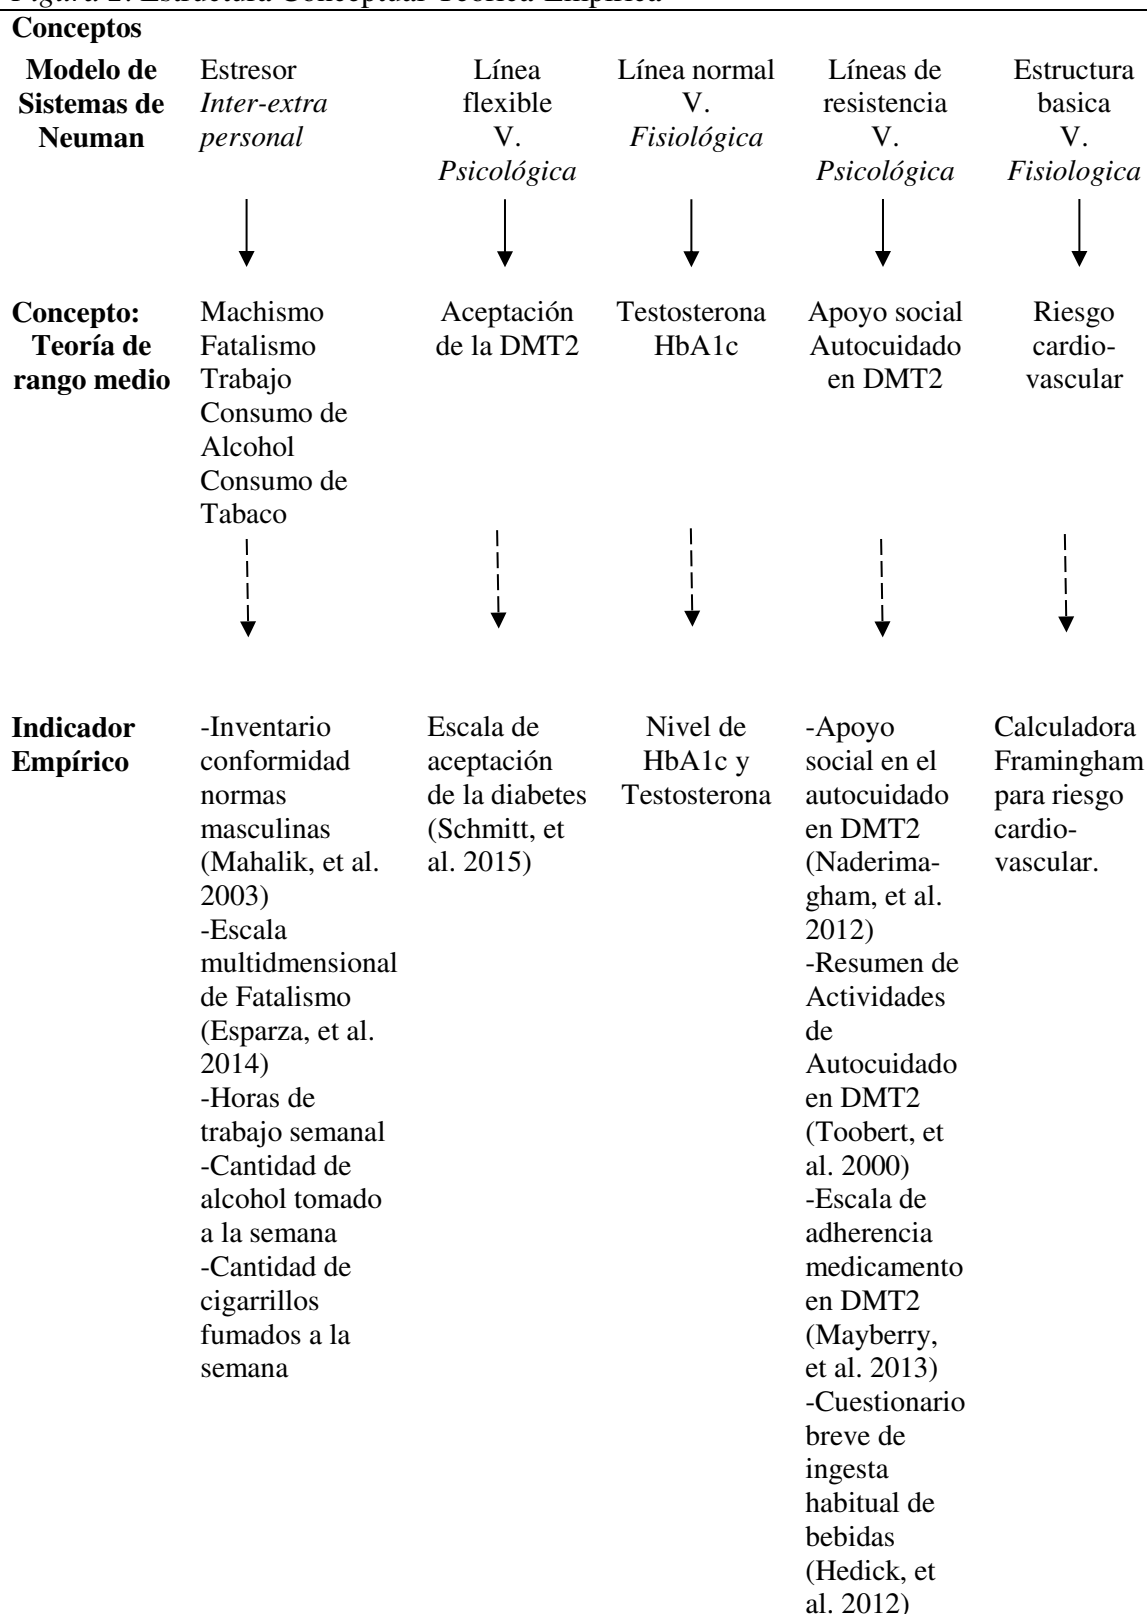 Figura 2. Estructura Conceptual Teórica-Empírica
Conceptos
Modelo de
Sistemas de
Neuman
Estresor
Inter-extra
personal
Línea
flexible
V.
Psicológica
Línea normal
V.
Fisiológica
Líneas de
resistencia
V.
Psicológica
Estructura
basica
V.
Fisiologica
Concepto:
Teoría de
rango medio
Machismo
Fatalismo
Trabajo
Consumo de
Alcohol
Consumo de
Tabaco
Aceptación
de la DMT2
Testosterona
HbA1c
Apoyo social
Autocuidado
en DMT2
Riesgo
cardio-
vascular
Indicador
Empírico
-Inventario
conformidad
normas
masculinas
(Mahalik, et al.
2003)
-Escala
multidmensional
de Fatalismo
(Esparza, et al.
2014)
-Horas de
trabajo semanal
-Cantidad de
alcohol tomado
a la semana
-Cantidad de
cigarrillos
fumados a la
semana
Escala de
aceptación
de la diabetes
(Schmitt, et
al. 2015)
Nivel de
HbA1c y
Testosterona
-Apoyo
social en el
autocuidado
en DMT2
(Naderima-
gham, et al.
2012)
-Resumen de
Actividades
de
Autocuidado
en DMT2
(Toobert, et
al. 2000)
-Escala de
adherencia
medicamento
en DMT2
(Mayberry,
et al. 2013)
-Cuestionario
breve de
ingesta
habitual de
bebidas
(Hedick, et
al. 2012)
Calculadora
Framingham
para riesgo
cardio-
vascular.